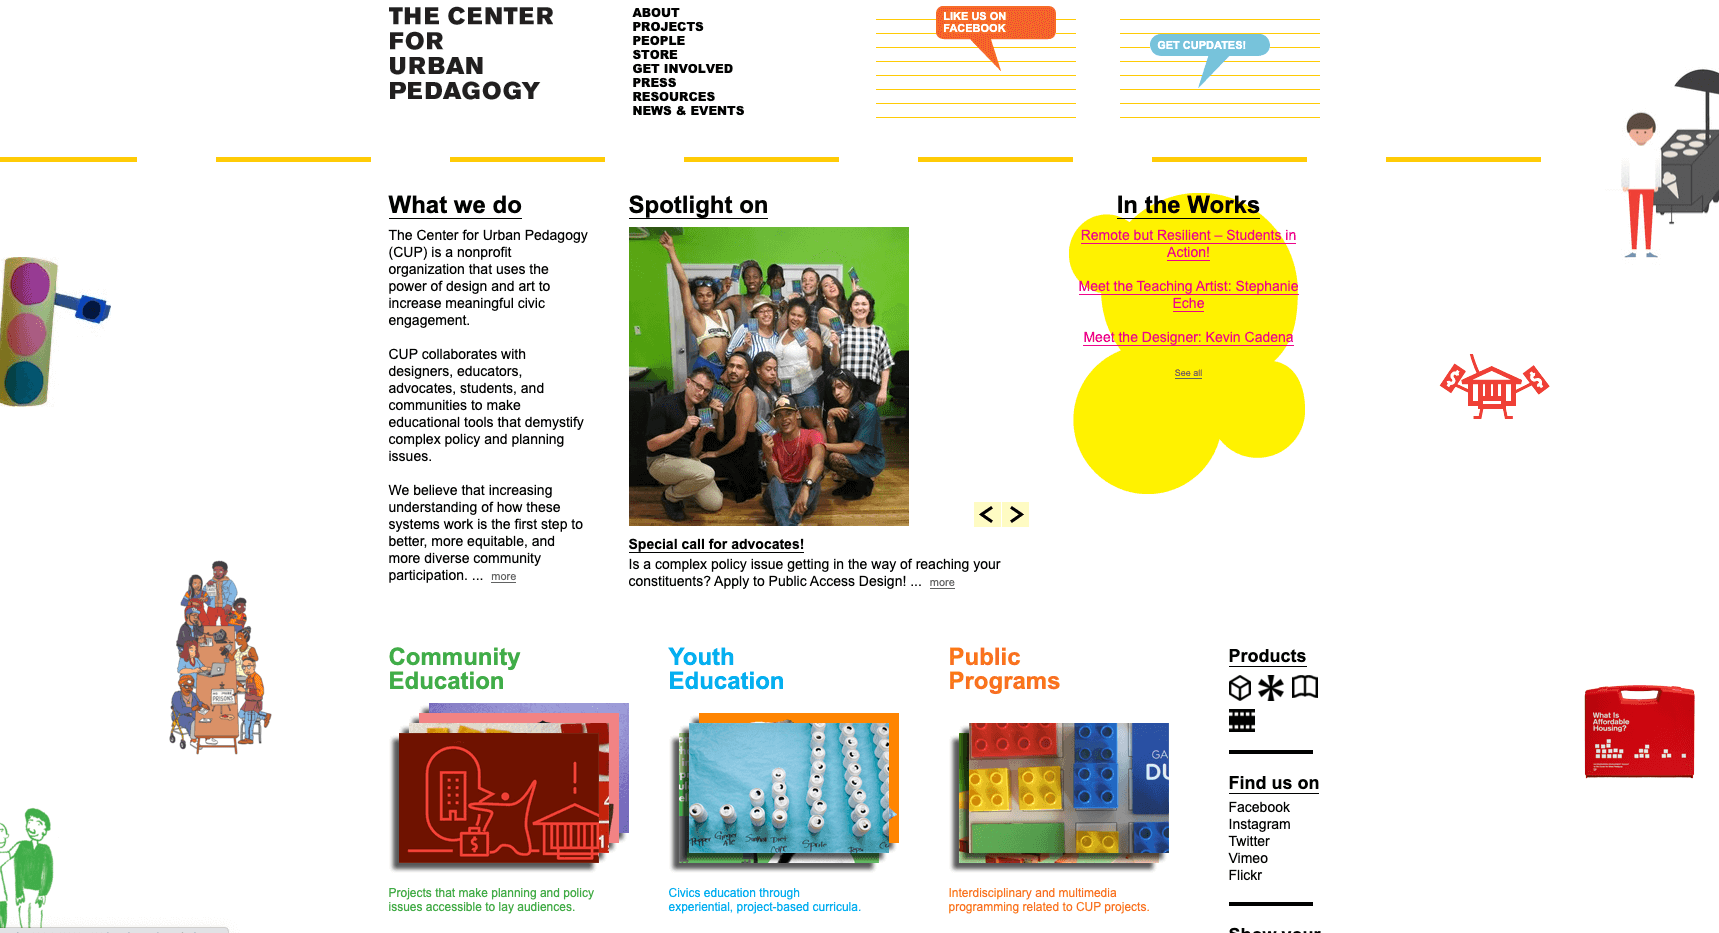 THE CENTER
FOR
URBAN
PEDAGOGY
ABOUT
PROJECTS
PEOPLE
STORE
GET INVOLVED
PRESS
RESOURCES
NEWS & EVENTS
LIKE US ON
FACEBOOK
GET CUPDATES!
What we do
The Center for Urban Pedagogy
(CUP) is a nonprofit
organization that uses the
power of design and art to
increase meaningful civic
engagement.
CUP collaborates with
designers, educators,
advocates, students, and
communities to make
educational tools that demystify
complex policy and planning
issues.
We believe that increasing
understanding of how these
systems work is the first step to
better, more equitable, and
more diverse community
participation. ... more
Spotlight on
Special call for advocates!
Is a complex policy issue getting in the way of reaching your
constituents? Apply to Public Access Design! ... more
In the Works
Remote but Resilient – Students in
Action!
Meet the Teaching Artist: Stephanie
Eche
Meet the Designer: Kevin Cadena
See all
Community
Education
Projects that make planning and policy
issues accessible to lay audiences.
Youth
Education
Ginger
Ale
Diet
Sprite
Civics education through
experiential, project-based curricula.
Public
Programs
GA
DU
Interdisciplinary and multimedia
programming related to CUP projects.
Products
Find us on
Facebook
Instagram
Twitter
Vimeo
Flickr
Show your
PRISONS
What Is
Affordable
Housing?